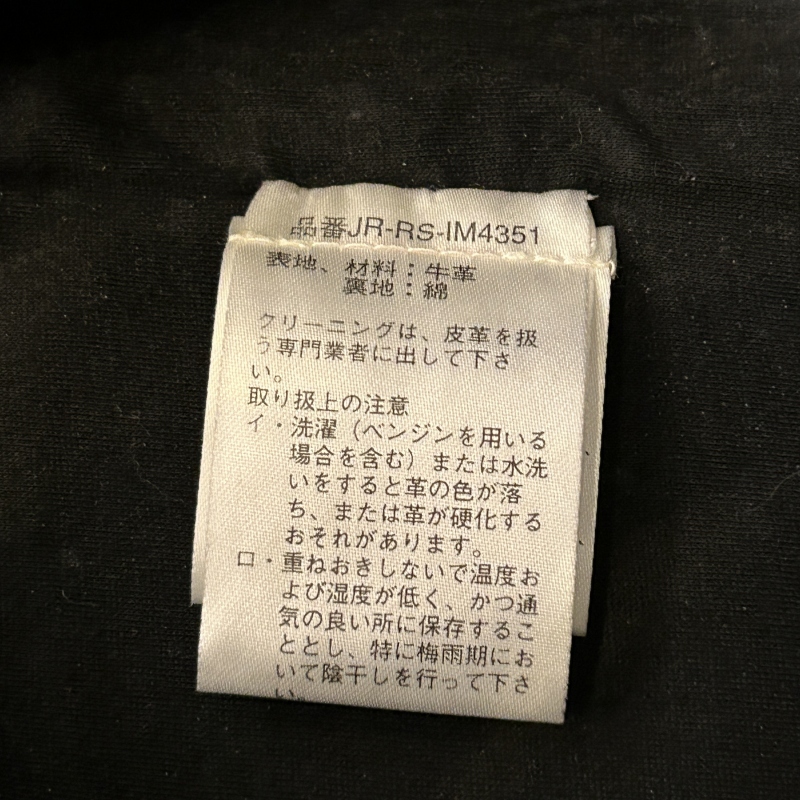 品番JR-RS-IM4351
表地、材料：牛革
裏地：綿
クリーニングは、皮革を扱
う専門業者に出して下さ
い。
取り扱上の注意
イ・洗濯（ベンジンを用いる
場合を含む）または水洗
いをすると革の色が落
ち、または革が硬化する
おそれがあります。
ロ・重ねおきしないで温度お
よび湿度が低く、かつ通
気の良い所に保存するこ
ととし、特に梅雨期にお
いて陰干しを行って下さ
い。